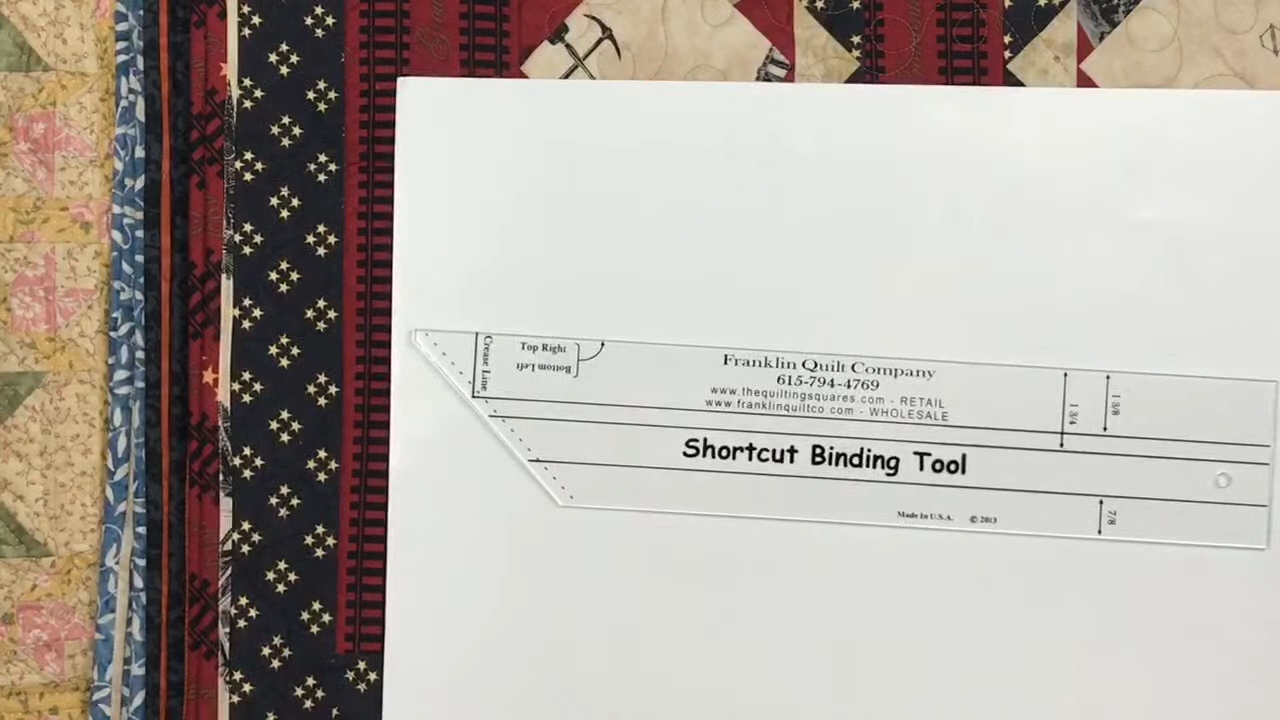 Crease Line
Top Right
Bottom Left
Franklin Quilt Company
615-794-4769
www.thequiltingsquares.com - RETAIL
www.franklinquiltco.com - WHOLESALE
1 3/4
1 3/8
Shortcut Binding Tool
Made In U.S.A. © 2013
7/8